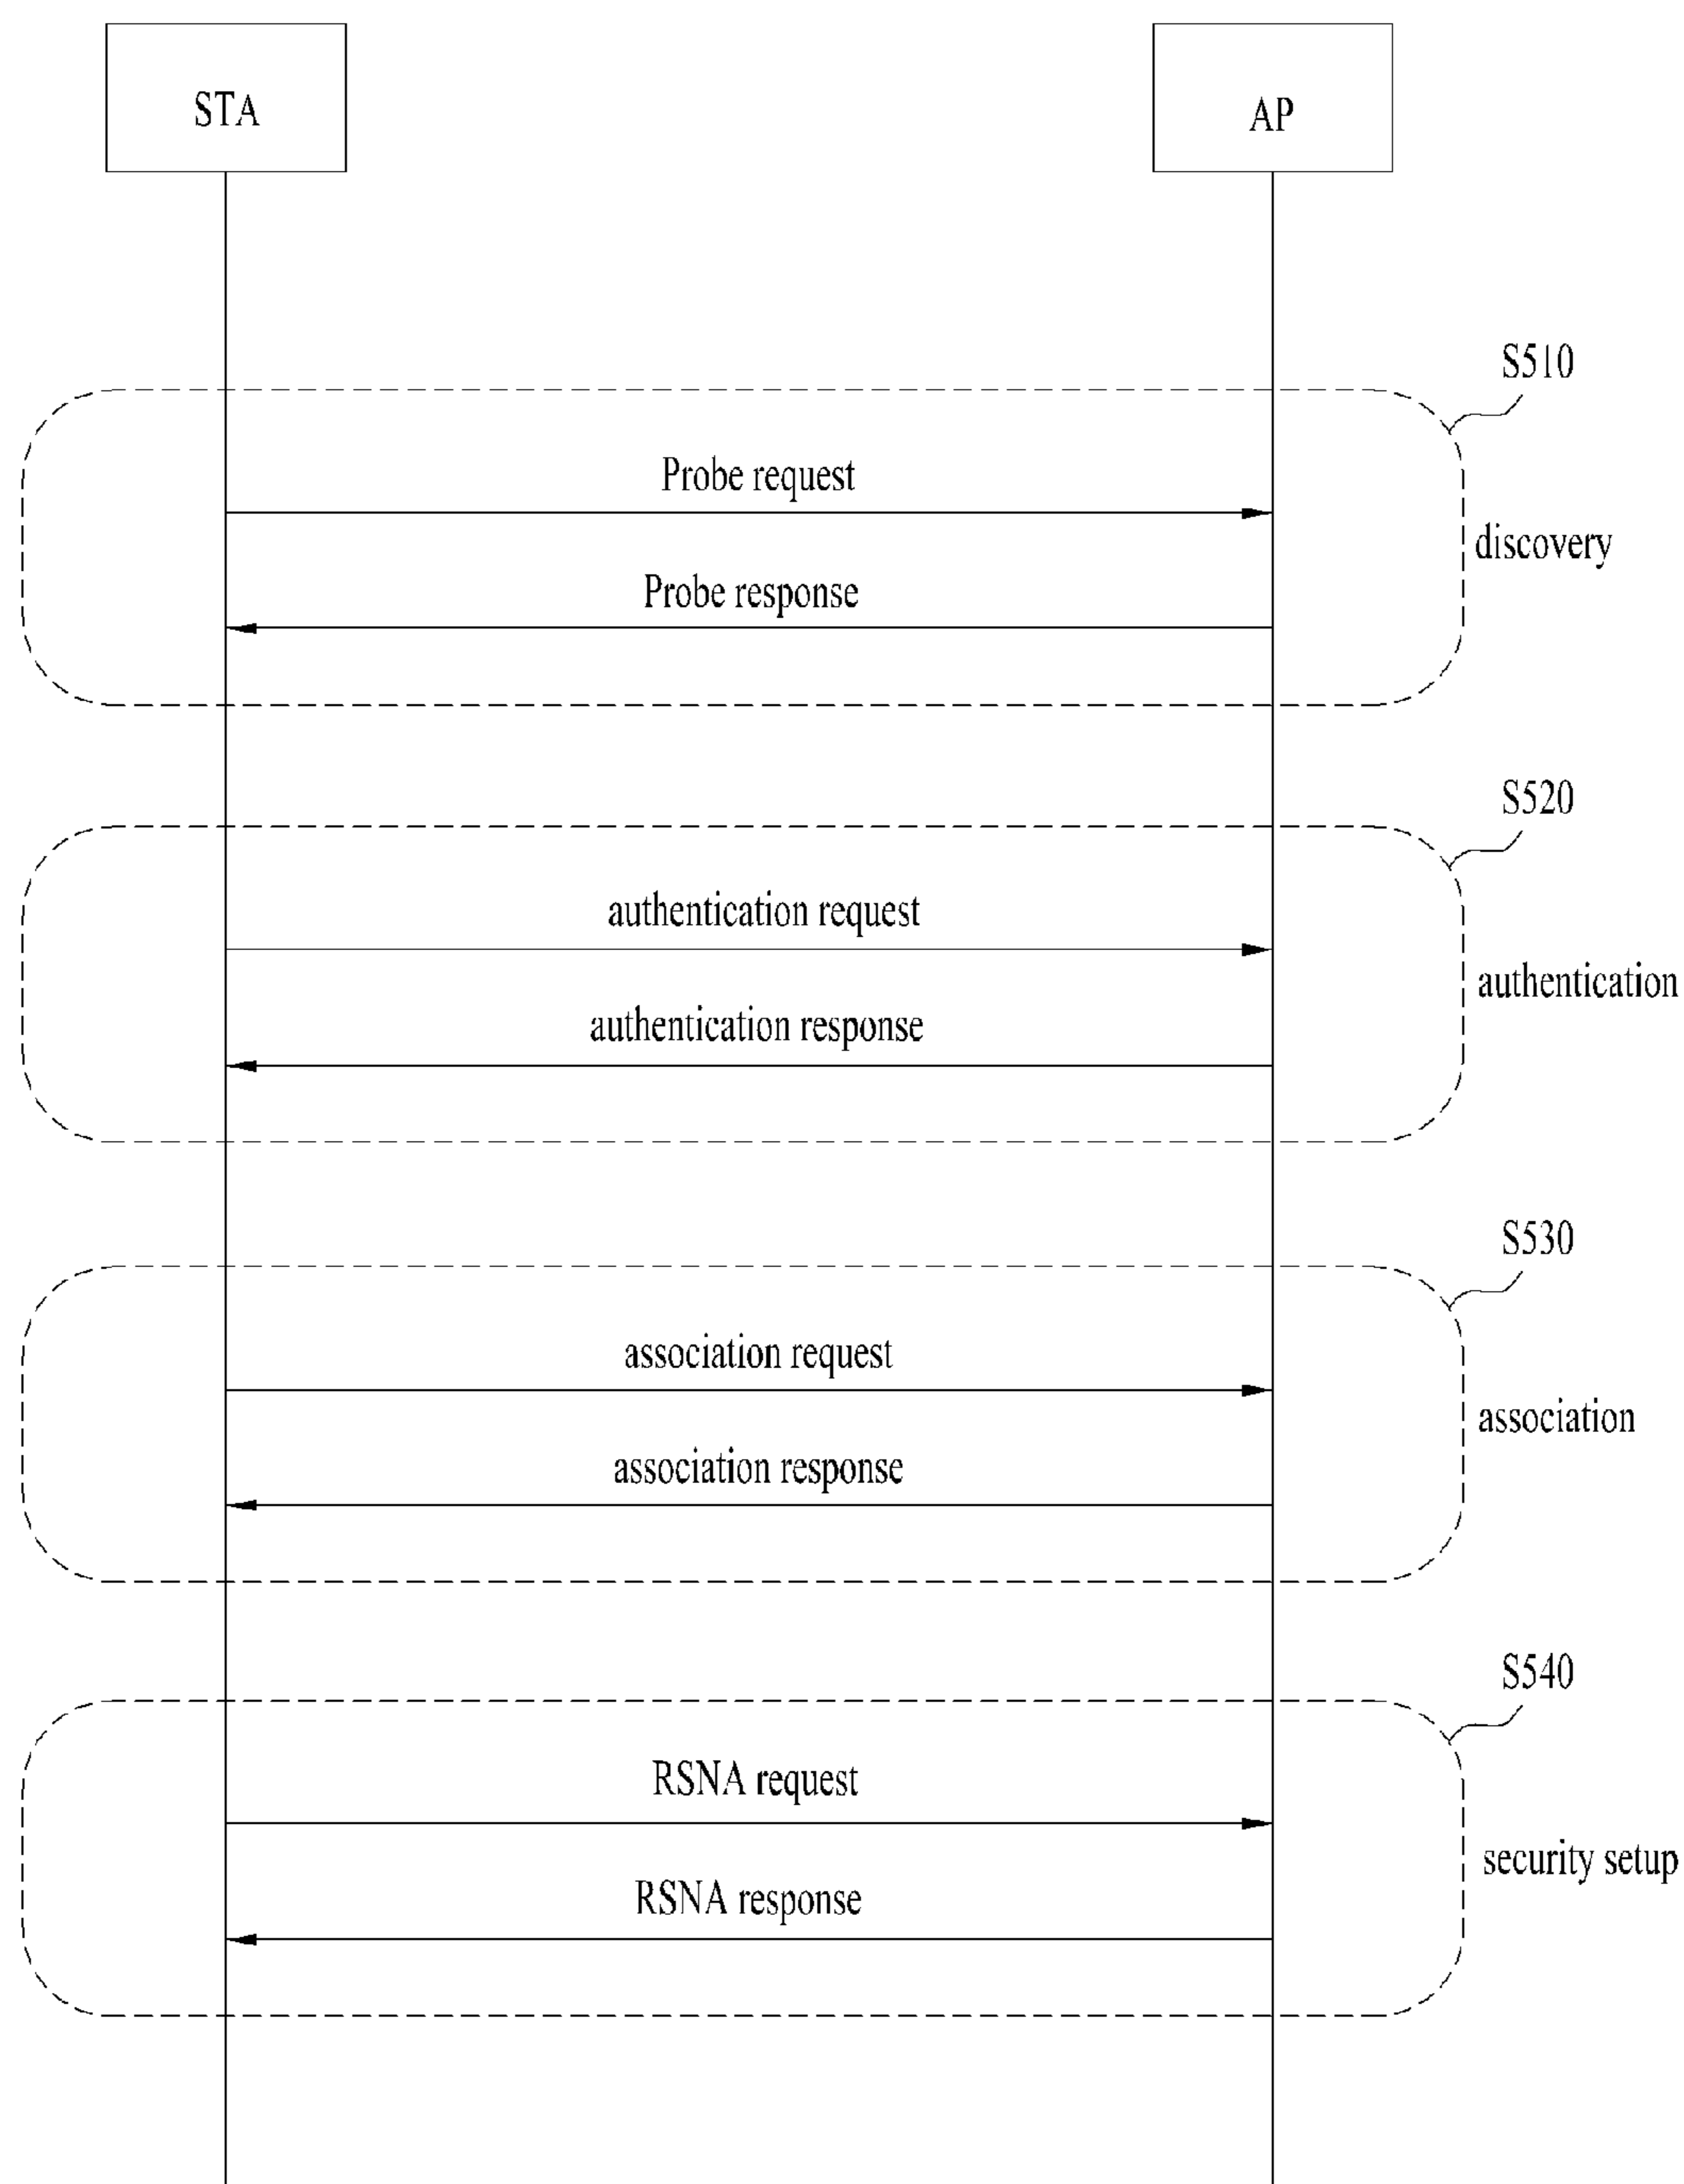 STA
AP
S510
Probe request
discovery
Probe response
S520
authentication request
authentication
authentication response
S530
association request
association
association response
S540
RSNA request
security setup
RSNA response